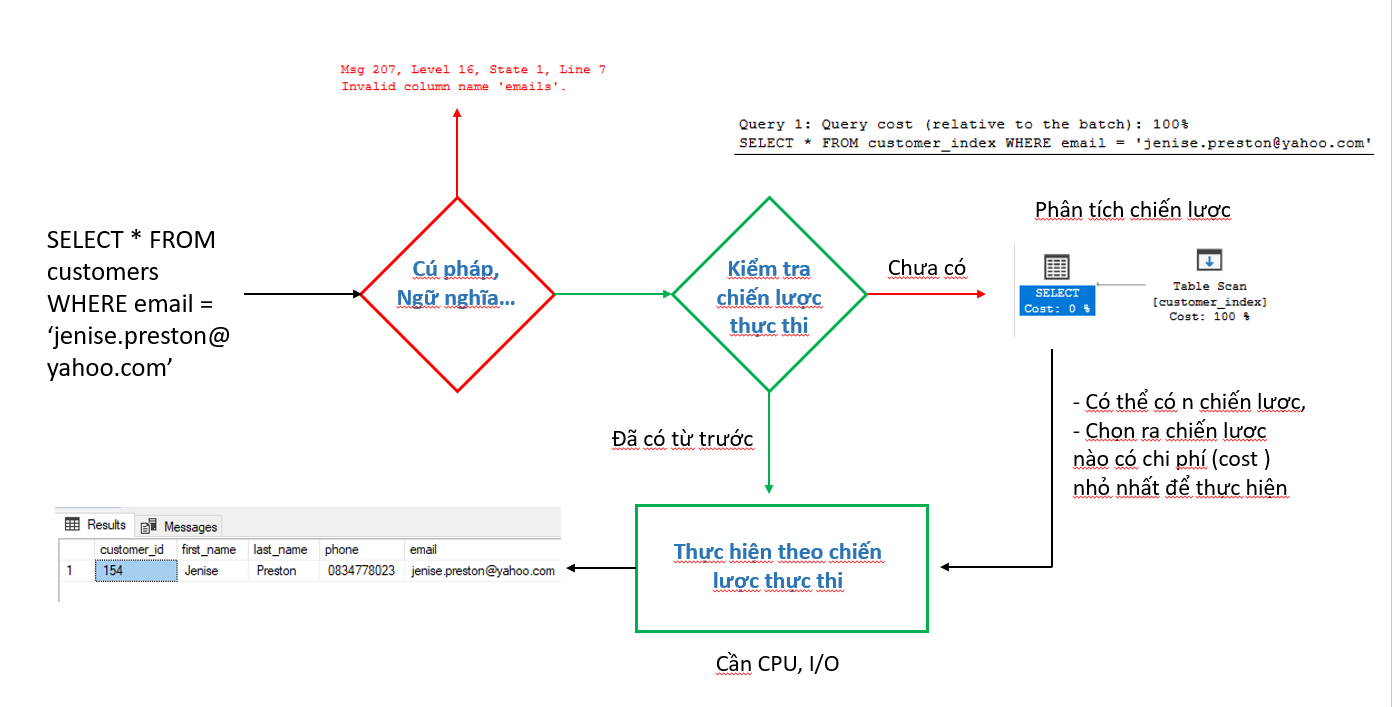 Msg 207, Level 16, State 1, Line 7
Invalid column name 'emails'.
Query 1: Query cost (relative to the batch): 100%
SELECT * FROM customer_index WHERE email = 'jenise.preston@yahoo.com'
SELECT * FROM
customers
WHERE email =
‘jenise.preston@
yahoo.com’
Cú pháp,
Ngữ nghĩa...
Kiểm tra
chiến lược
thực thi
Chưa có
Phân tích chiến lược
SELECT
Cost: 0 %
Table Scan
[customer_index]
Cost: 100 %
- Có thể có n chiến lược,
- Chọn ra chiến lược
nào có chi phí (cost )
nhỏ nhất để thực hiện
Đã có từ trước
Thực hiện theo chiến
lược thực thi
Cần CPU, I/O
Results Messages
customer_id first_name last_name phone email
1 154 Jenise Preston 0834778023 jenise.preston@yahoo.com